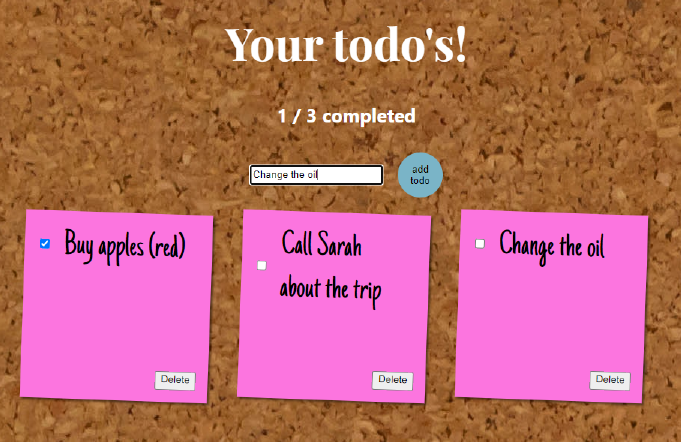 Your todo's!
1 / 3 completed
Change the oil
add
todo
Buy apples (red)
Delete
Call Sarah
about the trip
Delete
Change the oil
Delete